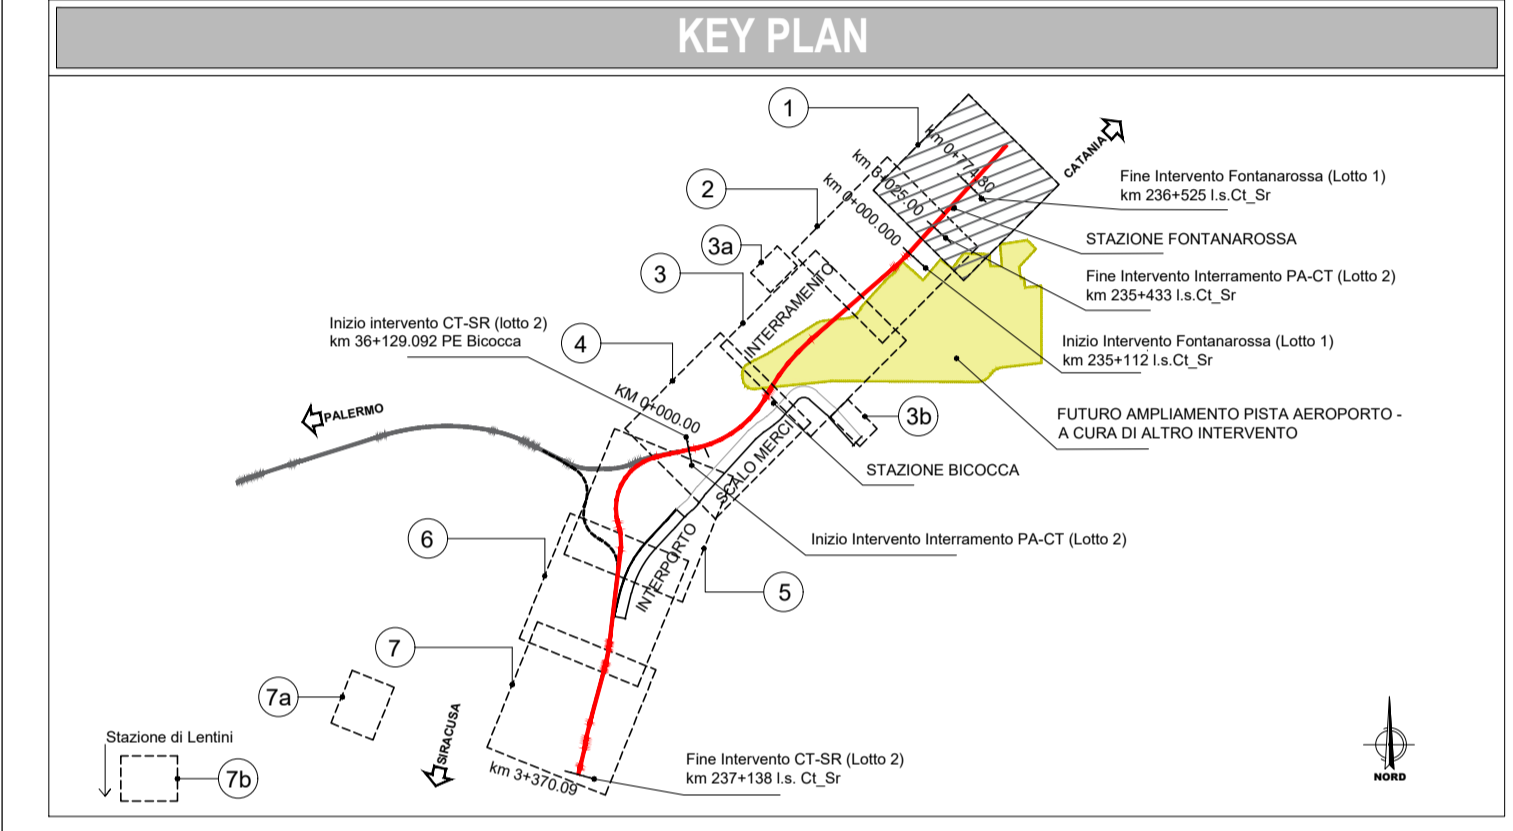 KEY PLAN
1
km 0+774.80
CATANIA
km 3+025.00
Fine Intervento Fontanarossa (Lotto 1)
km 236+525 l.s.Ct_Sr
2
km 0+000.000
STAZIONE FONTANAROSSA
3a
3
INTERRAMENTO
Fine Intervento Interramento PA-CT (Lotto 2)
km 235+433 l.s.Ct_Sr
Inizio intervento CT-SR (lotto 2)
km 36+129.092 PE Bicocca
4
Inizio Intervento Fontanarossa (Lotto 1)
km 235+112 l.s.Ct_Sr
PALERMO
KM 0+000.00
3b
FUTURO AMPLIAMENTO PISTA AEROPORTO -
A CURA DI ALTRO INTERVENTO
SCALO MERCI
STAZIONE BICOCCA
6
INTERPORTO
Inizio Intervento Interramento PA-CT (Lotto 2)
5
7
7a
SIRACUSA
Stazione di Lentini
7b
km 3+370.09
Fine Intervento CT-SR (Lotto 2)
km 237+138 l.s. Ct_Sr
NORD